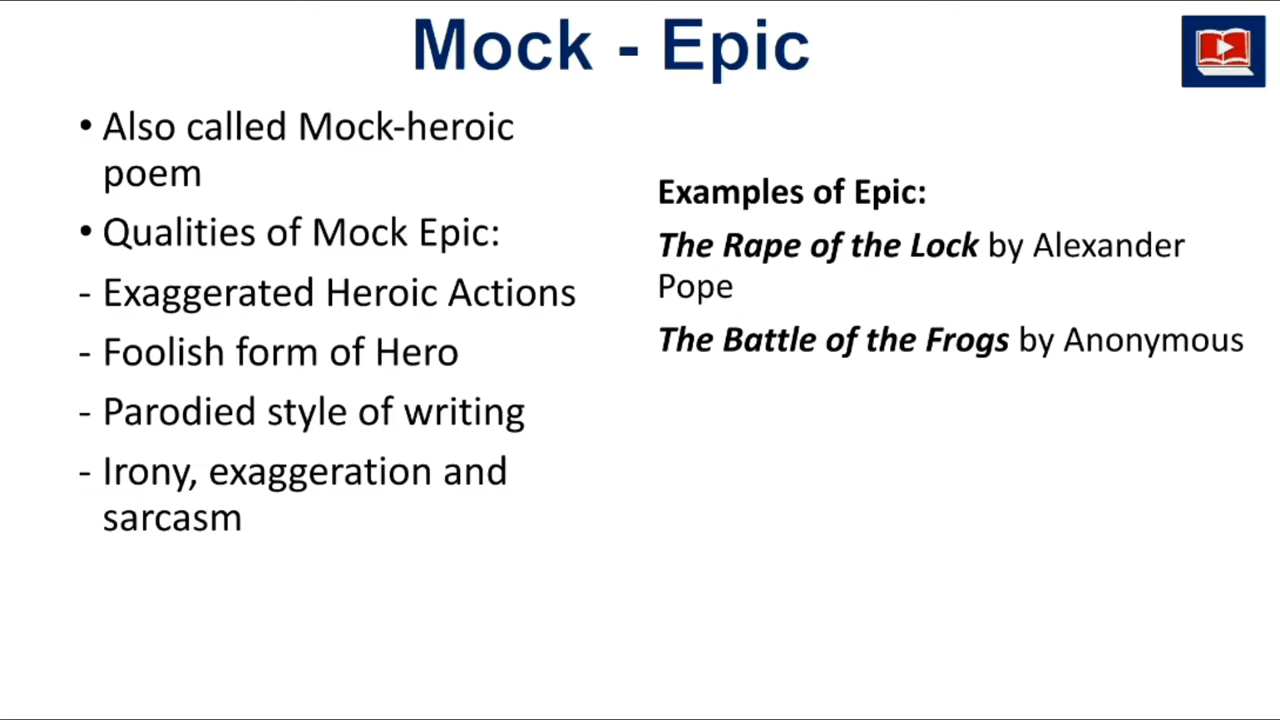 Mock - Epic
• Also called Mock-heroic
poem
• Qualities of Mock Epic:
- Exaggerated Heroic Actions
- Foolish form of Hero
- Parodied style of writing
- Irony, exaggeration and
sarcasm
Examples of Epic:
The Rape of the Lock by Alexander
Pope
The Battle of the Frogs by Anonymous